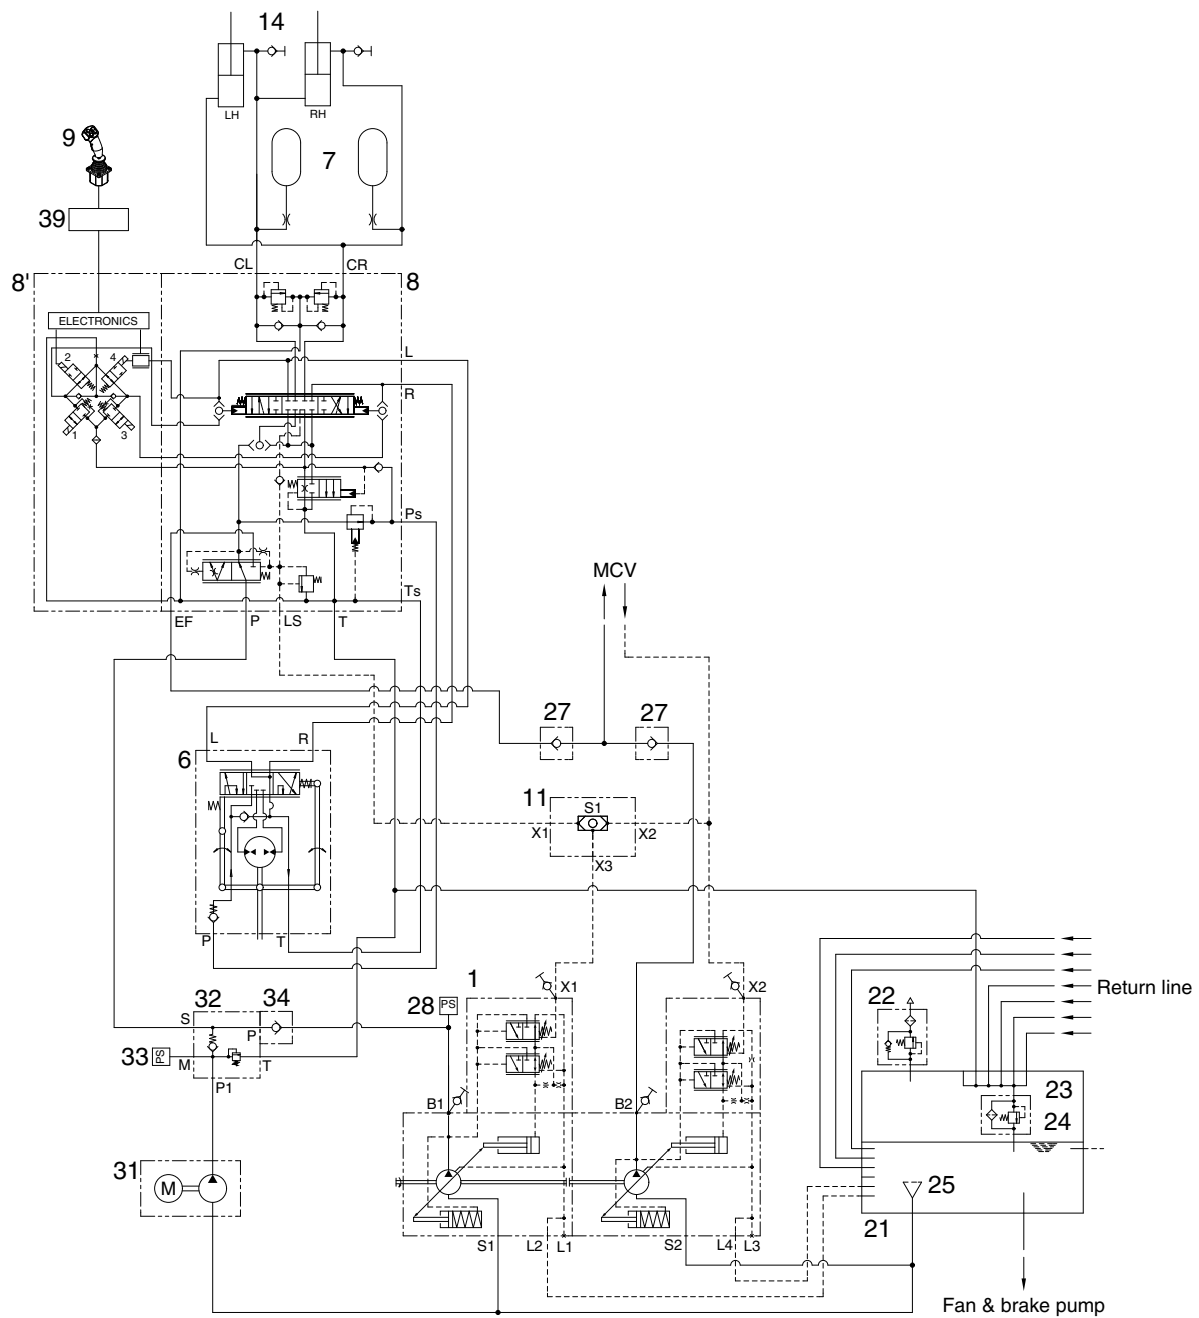 14
LH
RH
9
7
39
CL
CR
8'
8
ELECTRONICS
L
2
4
R
1
3
Ps
Ts
EF
P
LS
T
MCV
27
27
L
R
6
11
S1
X1
X2
X3
P
T
1
X1
X2
Return line
32
34
28
PS
22
S
P
33
PS
M
T
P1
23
B1
B2
24
31
M
25
S1
L2
L1
S2
L4
L3
21
Fan & brake pump